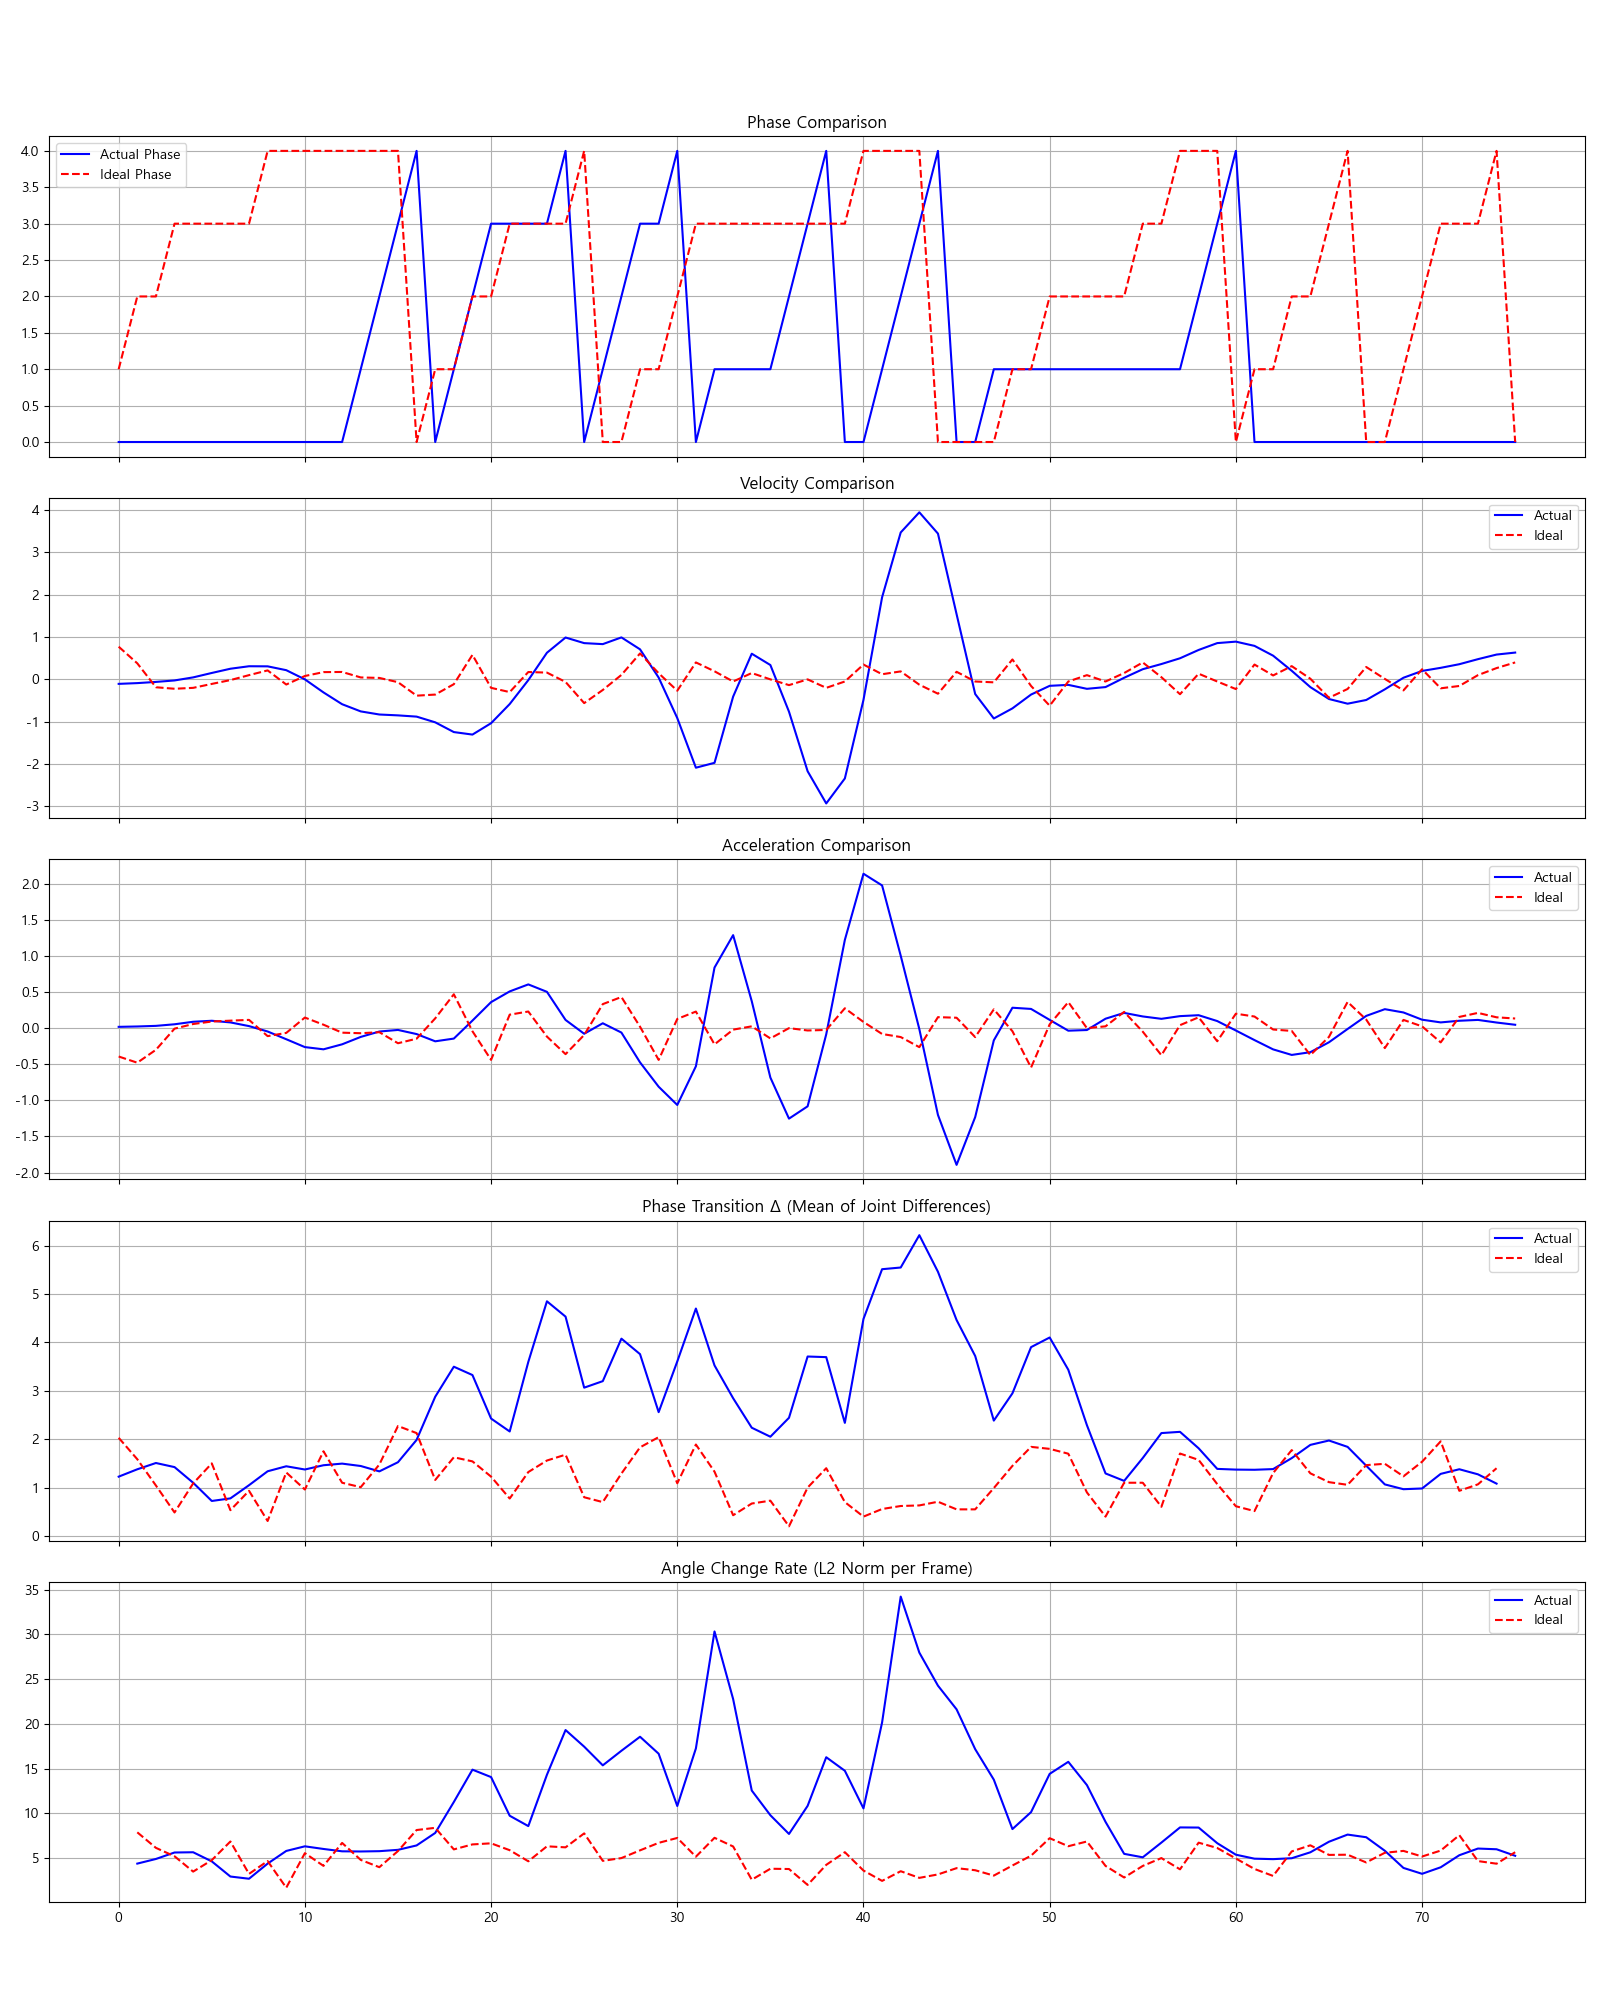 Phase Comparison
Actual Phase
Ideal Phase
4.0
3.5
3.0
2.5
2.0
1.5
1.0
0.5
0.0
Velocity Comparison
Actual
Ideal
4
3
2
1
0
-1
-2
-3
Acceleration Comparison
Actual
Ideal
2.0
1.5
1.0
0.5
0.0
-0.5
-1.0
-1.5
-2.0
Phase Transition Δ (Mean of Joint Differences)
Actual
Ideal
6
5
4
3
2
1
0
Angle Change Rate (L2 Norm per Frame)
Actual
Ideal
35
30
25
20
15
10
5
0 10 20 30 40 50 60 70